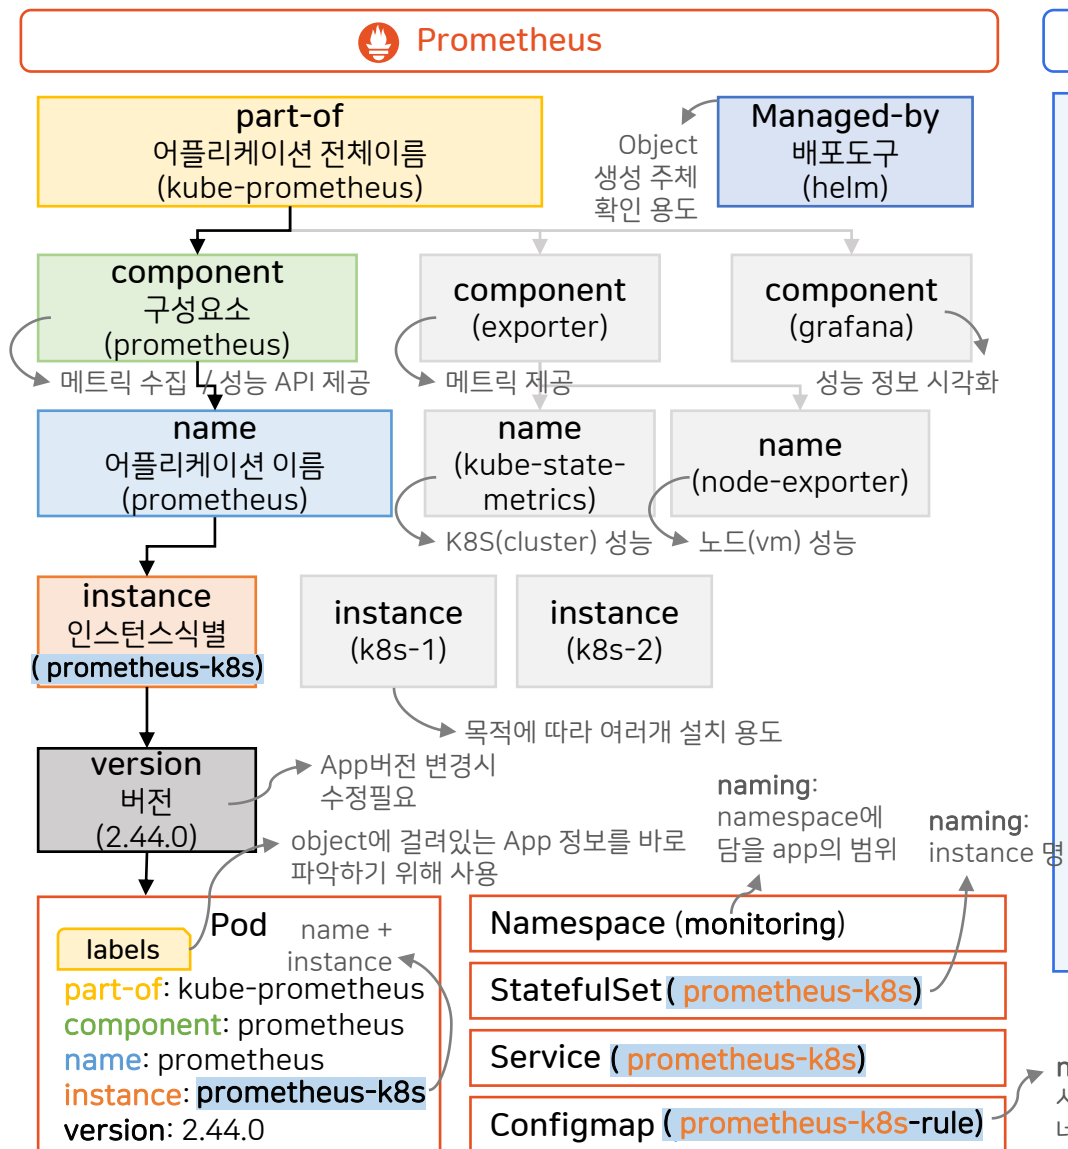 Prometheus
part-of
어플리케이션 전체이름
(kube-prometheus)
Object
생성 주체
확인 용도
Managed-by
배포도구
(helm)
component
구성요소
(prometheus)
component
(exporter)
component
(grafana)
메트릭 수집 / 성능 API 제공
메트릭 제공
성능 정보 시각화
name
어플리케이션 이름
(prometheus)
name
(kube-state-
metrics)
name
(node-exporter)
K8S(cluster) 성능
노드(vm) 성능
instance
인스턴스식별
( prometheus-k8s)
instance
(k8s-1)
instance
(k8s-2)
목적에 따라 여러개 설치 용도
version
버전
(2.44.0)
App버전 변경시
수정필요
object에 걸려있는 App 정보를 바로
파악하기 위해 사용
naming:
namespace에
담을 app의 범위
naming:
instance 명
Pod
labels
name +
instance
part-of: kube-prometheus
component: prometheus
name: prometheus
instance: prometheus-k8s
version: 2.44.0
Namespace (monitoring)
StatefulSet( prometheus-k8s)
Service ( prometheus-k8s)
Configmap ( prometheus-k8s-rule)